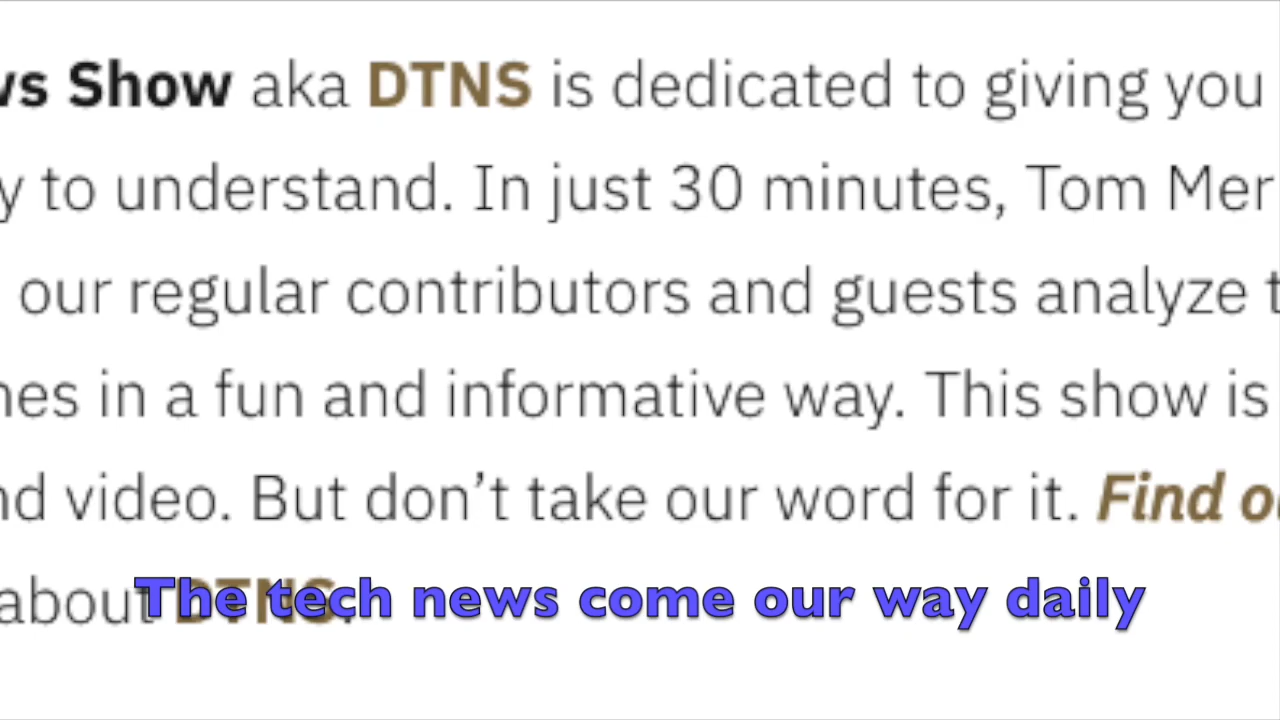 ws Show aka DTNS is dedicated to giving you
y to understand. In just 30 minutes, Tom Mer
our regular contributors and guests analyze t
nes in a fun and informative way. This show is
nd video. But don’t take our word for it. Find o
about DTNS.
The tech news come our way daily